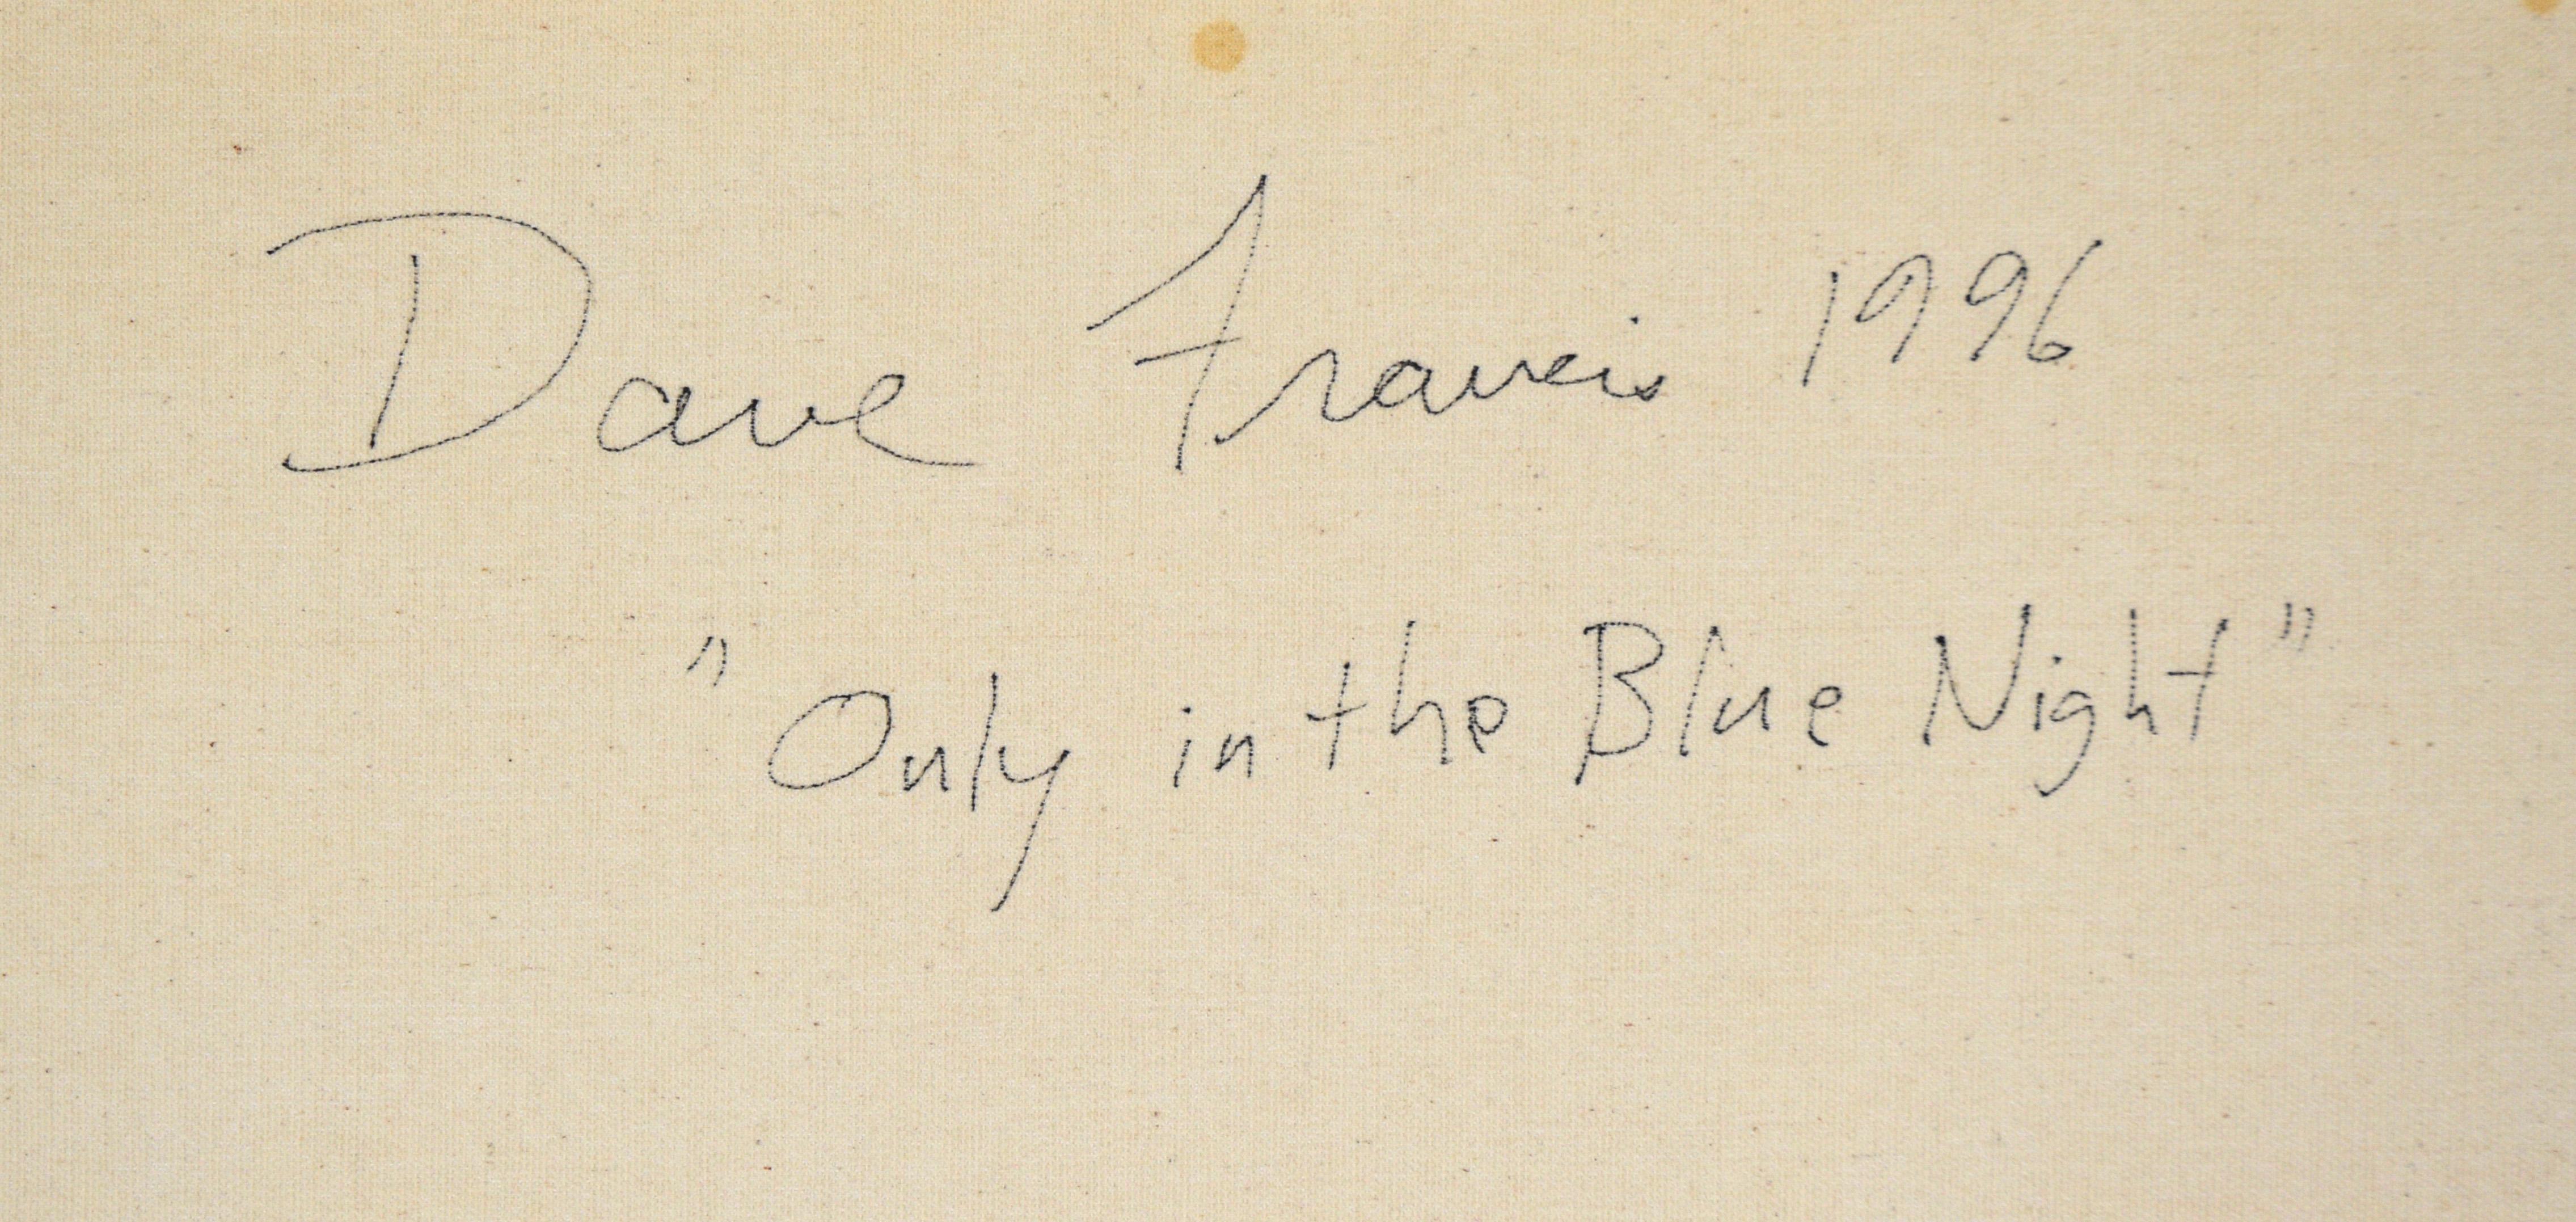 Dave Francis 1996
"Only in the Blue Night"